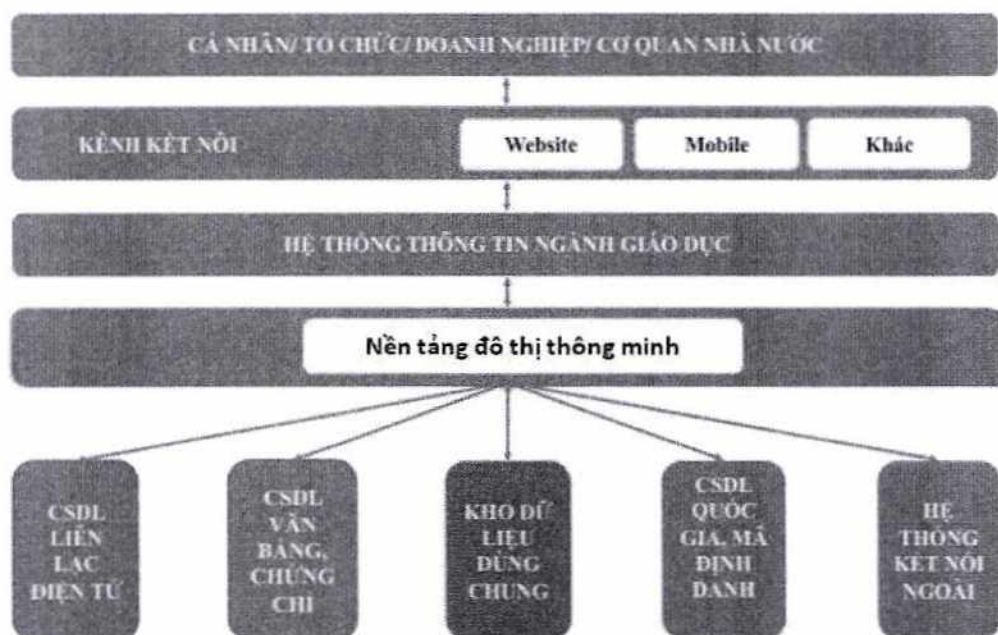 CÁ NHÂN/ TỔ CHỨC/ DOANH NGHIỆP/ CƠ QUAN NHÀ NƯỚC
KÊNH KẾT NỐI
Website
Mobile
Khác
HỆ THỐNG THÔNG TIN NGÀNH GIÁO DỤC
Nền tảng đô thị thông minh
CSDL
LIÊN
LẠC
ĐIỆN TỬ
CSDL
VĂN
BẰNG,
CHỨNG
CHỈ
KHO DỮ
LIỆU
DÙNG
CHUNG
CSDL
QUỐC
GIA, MÃ
ĐỊNH
DANH
HỆ
THỐNG
KẾT NỐI
NGOÀI